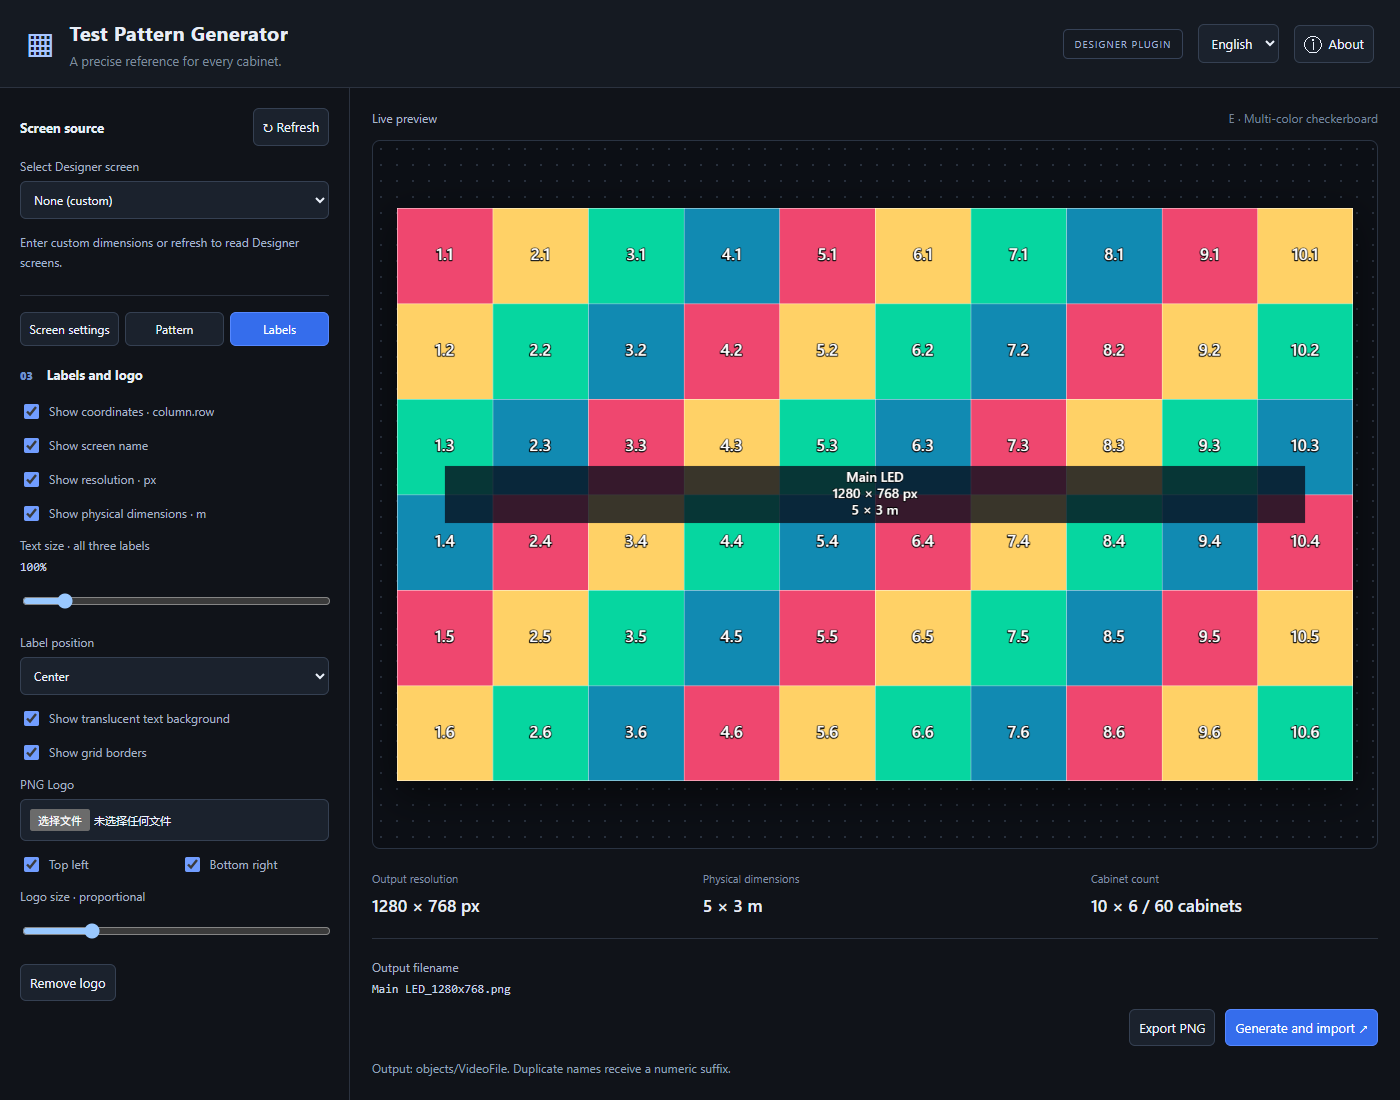 Test Pattern Generator
A precise reference for every cabinet.
DESIGNER PLUGIN
English
About
Screen source
↻ Refresh
Select Designer screen
None (custom)
Enter custom dimensions or refresh to read Designer
screens.
Screen settings
Pattern
Labels
03 Labels and logo
Show coordinates · column.row
Show screen name
Show resolution · px
Show physical dimensions · m
Text size · all three labels
100%
Label position
Center
Show translucent text background
Show grid borders
PNG Logo
选择文件 未选择任何文件
Top left
Bottom right
Logo size · proportional
Remove logo
Live preview
E · Multi-color checkerboard
1.1 2.1 3.1 4.1 5.1 6.1 7.1 8.1 9.1 10.1
1.2 2.2 3.2 4.2 5.2 6.2 7.2 8.2 9.2 10.2
1.3 2.3 3.3 4.3 5.3 6.3 7.3 8.3 9.3 10.3
Main LED
1280 × 768 px
5 × 3 m
1.4 2.4 3.4 4.4 5.4 6.4 7.4 8.4 9.4 10.4
1.5 2.5 3.5 4.5 5.5 6.5 7.5 8.5 9.5 10.5
1.6 2.6 3.6 4.6 5.6 6.6 7.6 8.6 9.6 10.6
Output resolution
1280 × 768 px
Physical dimensions
5 × 3 m
Cabinet count
10 × 6 / 60 cabinets
Output filename
Main LED_1280x768.png
Export PNG
Generate and import ↗
Output: objects/VideoFile. Duplicate names receive a numeric suffix.